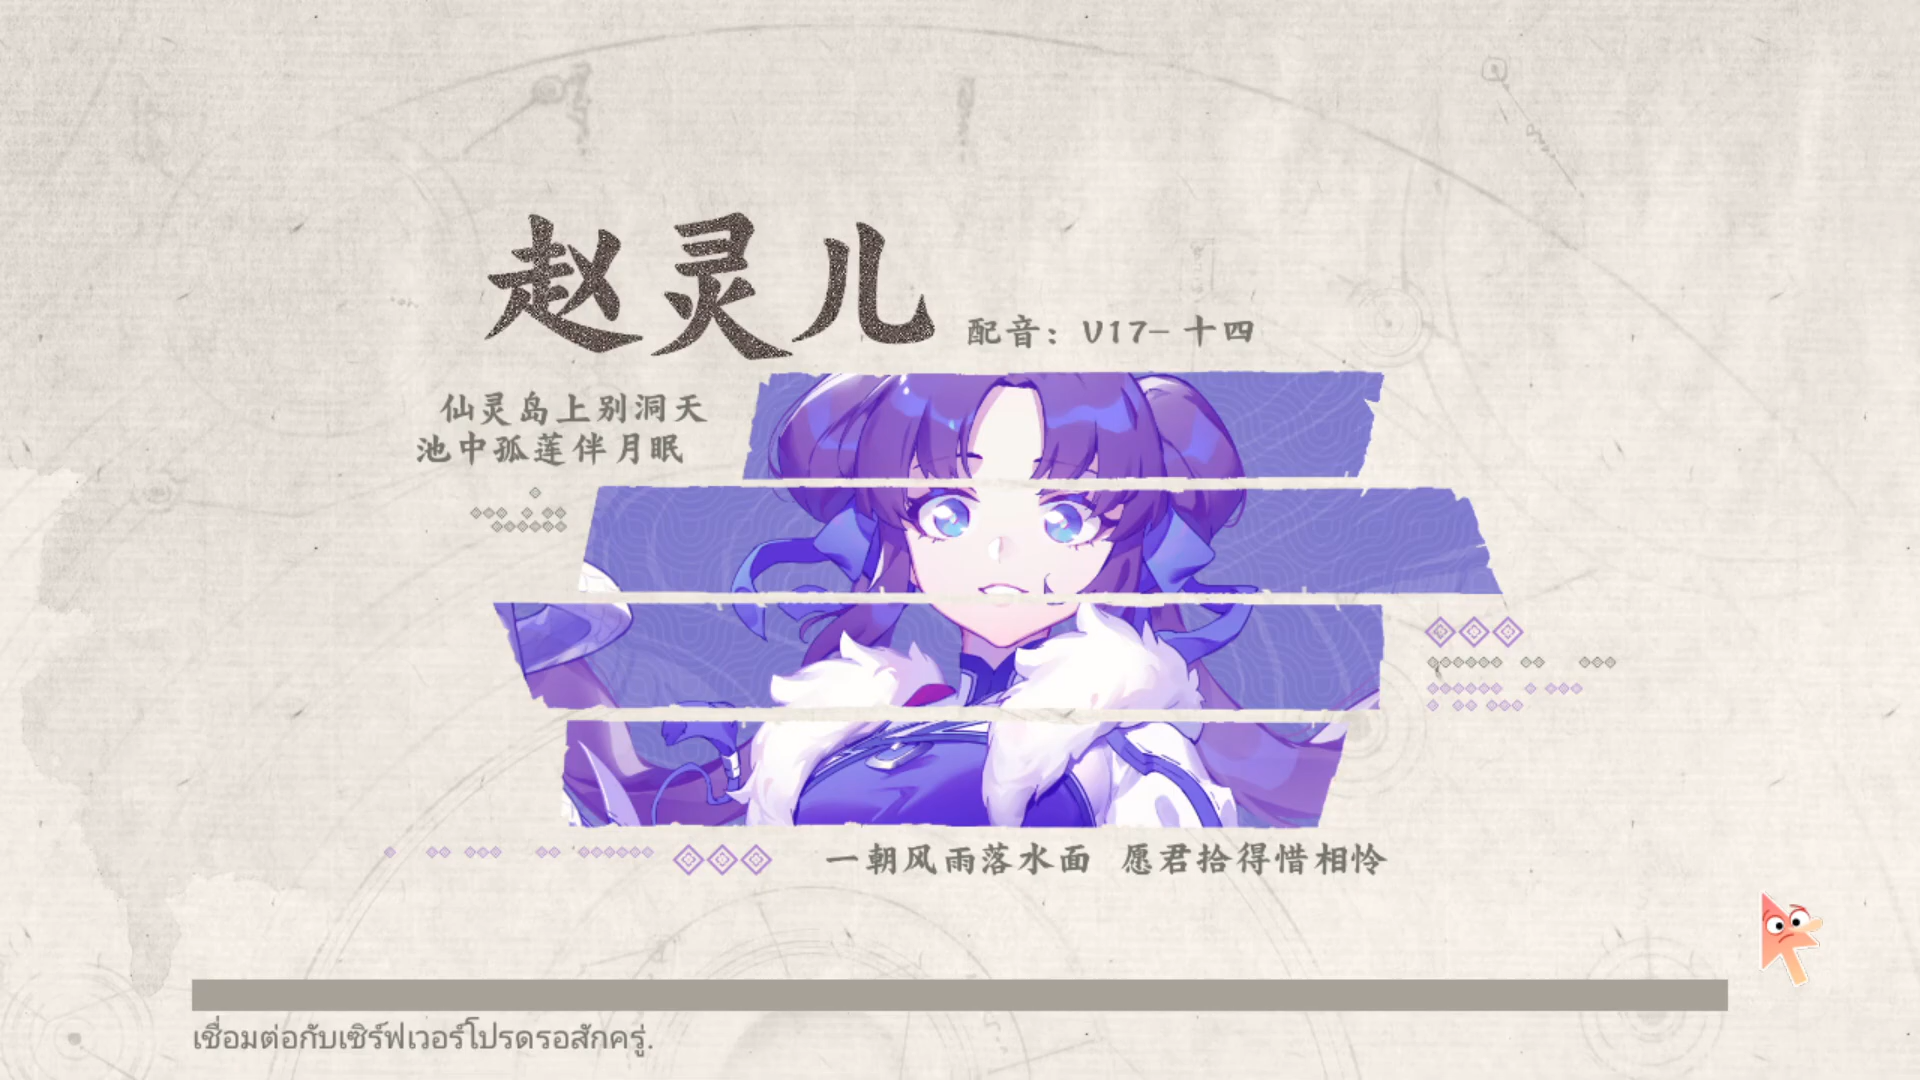 赵灵儿
配音：V17-十四
仙灵岛上别洞天
池中孤莲伴月眠
一朝风雨落水面 愿君拾得惜相怜
เชื่อมต่อกับเซิร์ฟเวอร์โปรดรอสักครู่.